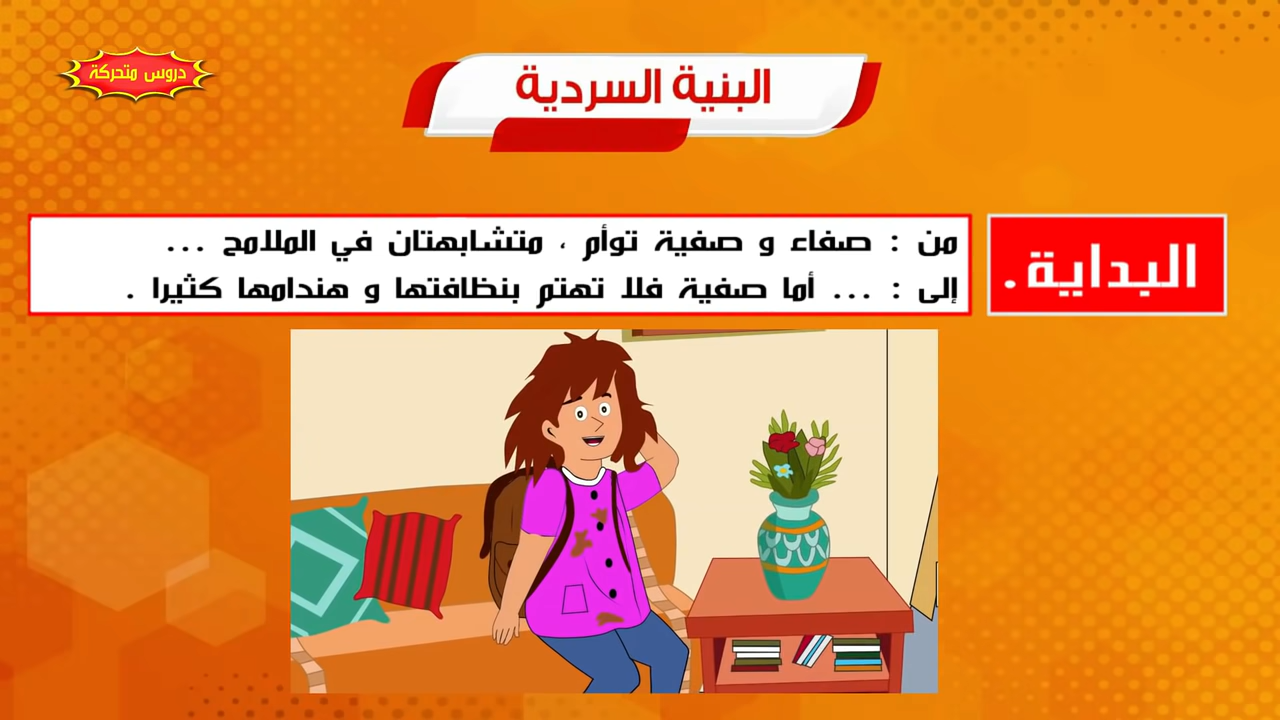 دروس متحركة
البنية السردية
البداية.
من : صفاء و صفية توأم ، متشابهتان في الملامح ...
إلى : ... أما صفية فلا تهتم بنظافتها و هندامها كثيرا .